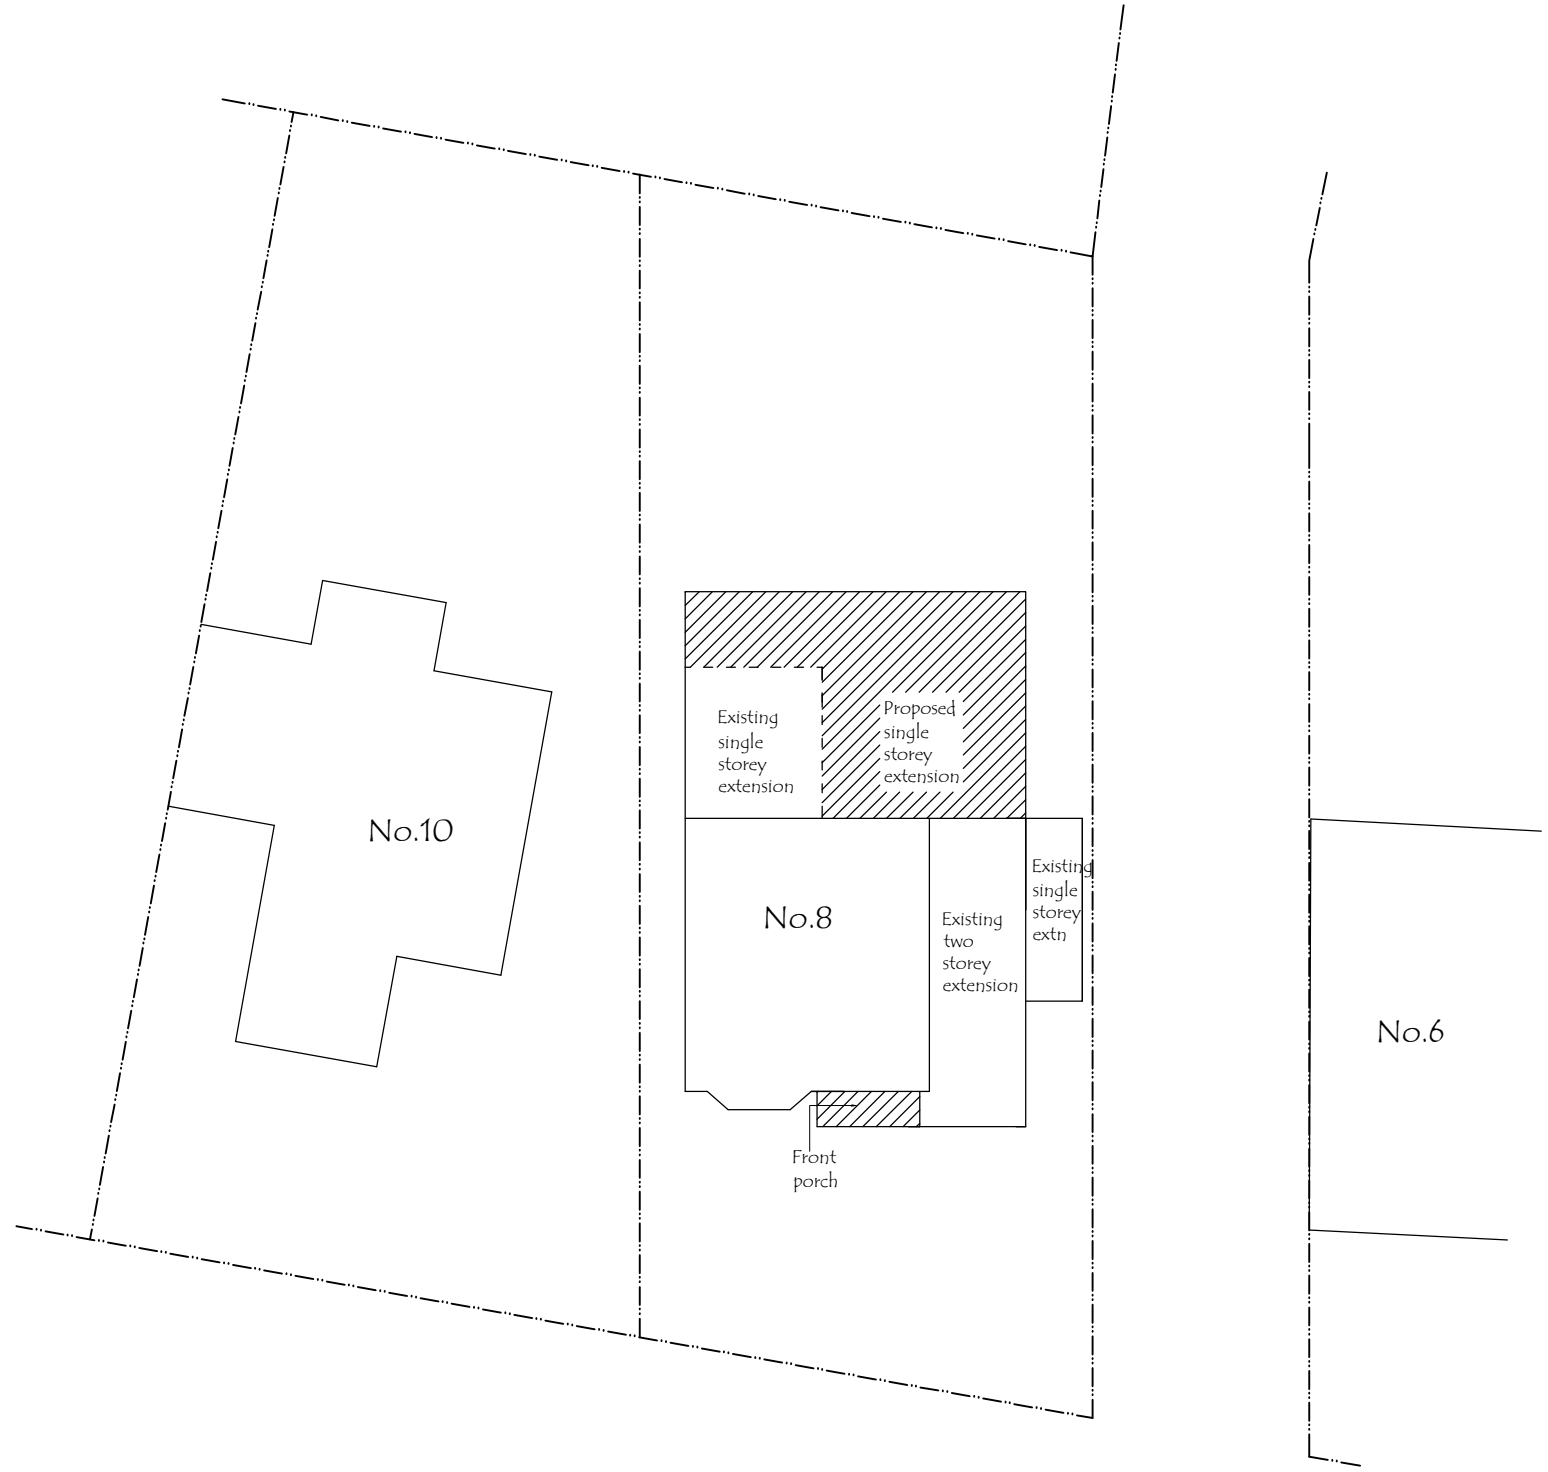 Existing
single
storey
extension
Proposed
single
storey
extension
No.10
No.8
Existing
two
storey
extension
Existing
single
storey
extn
No.6
Front
porch